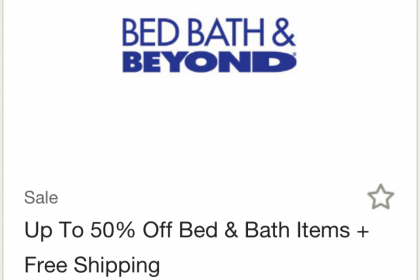 BED BATH &
BEYOND
Sale
Up To 50% Off Bed & Bath Items +
Free Shipping